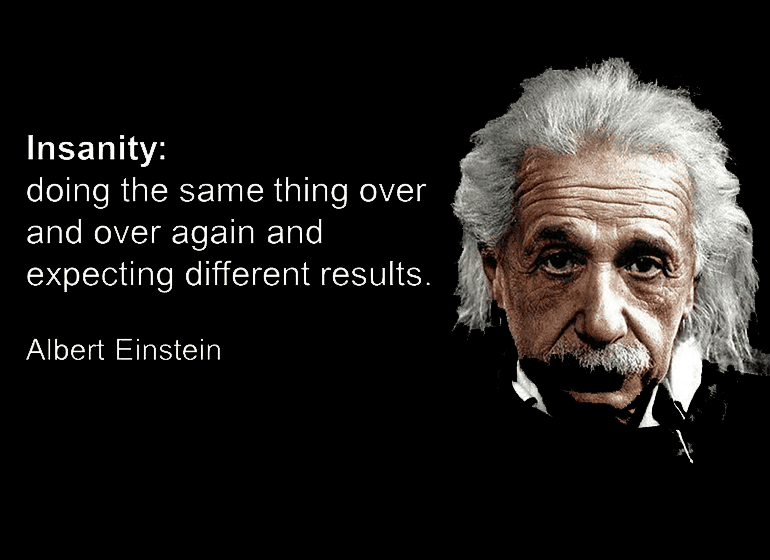 Insanity:
doing the same thing over
and over again and
expecting different results.
Albert Einstein